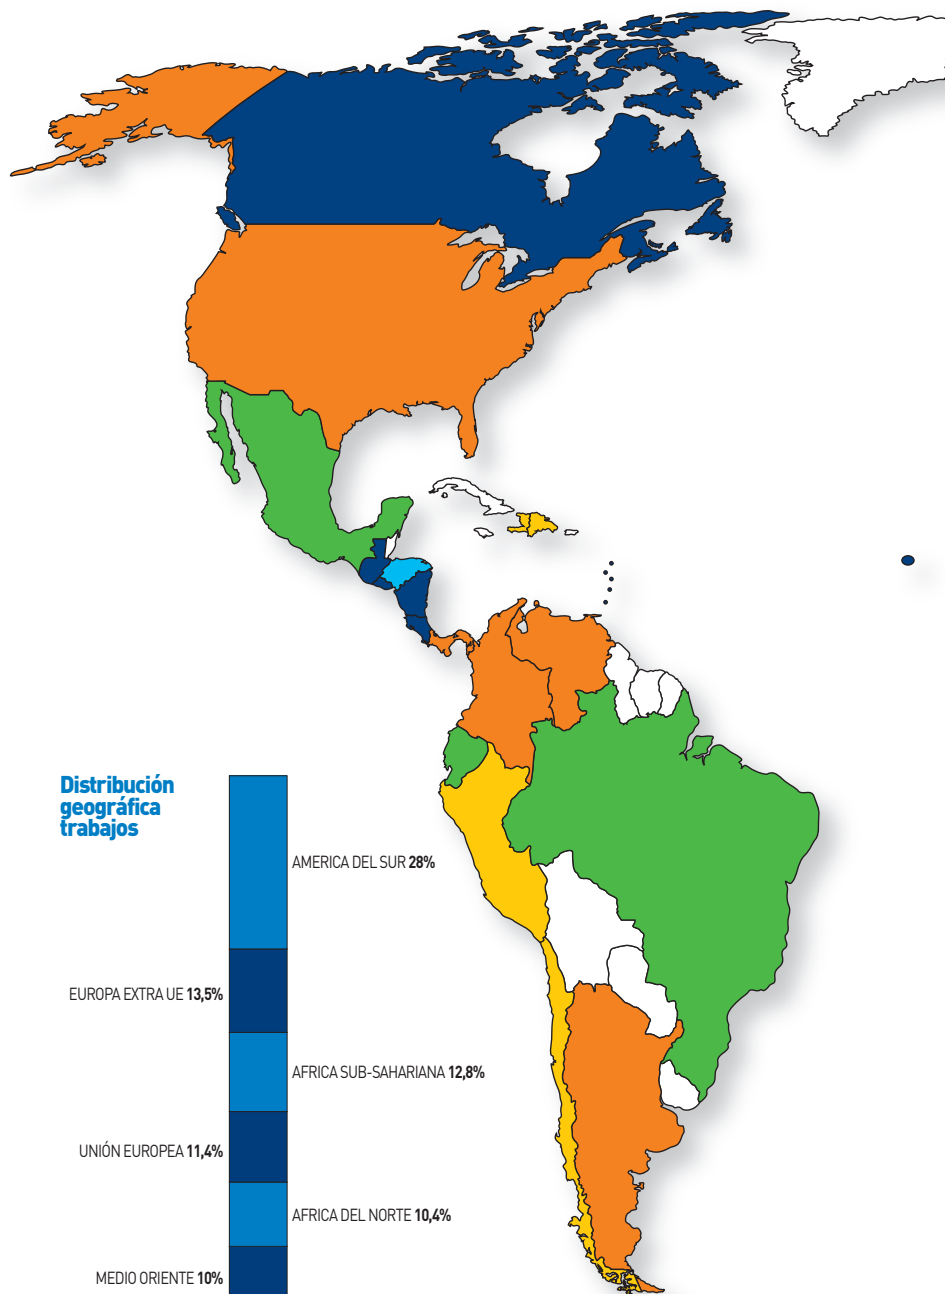 Distribución
geográfica
trabajos
AMERICA DEL SUR 28%
EUROPA EXTRA UE 13,5%
AFRICA SUB-SAHARIANA 12,8%
UNIÓN EUROPEA 11,4%
AFRICA DEL NORTE 10,4%
MEDIO ORIENTE 10%